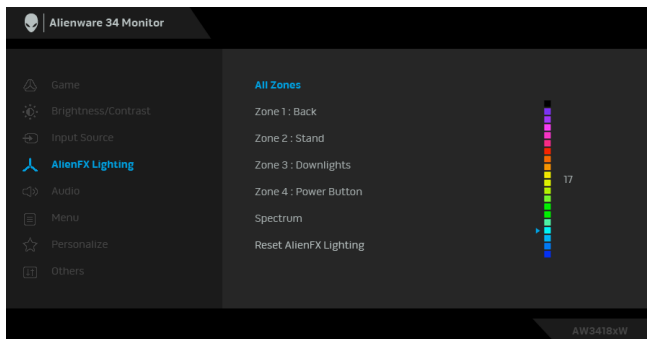 Alienware 34 Monitor
Game
Brightness/Contrast
Input Source
AlienFX Lighting
Audio
Menu
Personalize
Others
All Zones
Zone 1 : Back
Zone 2 : Stand
Zone 3 : Downlights
Zone 4 : Power Button
Spectrum
Reset AlienFX Lighting
17
AW3418xW